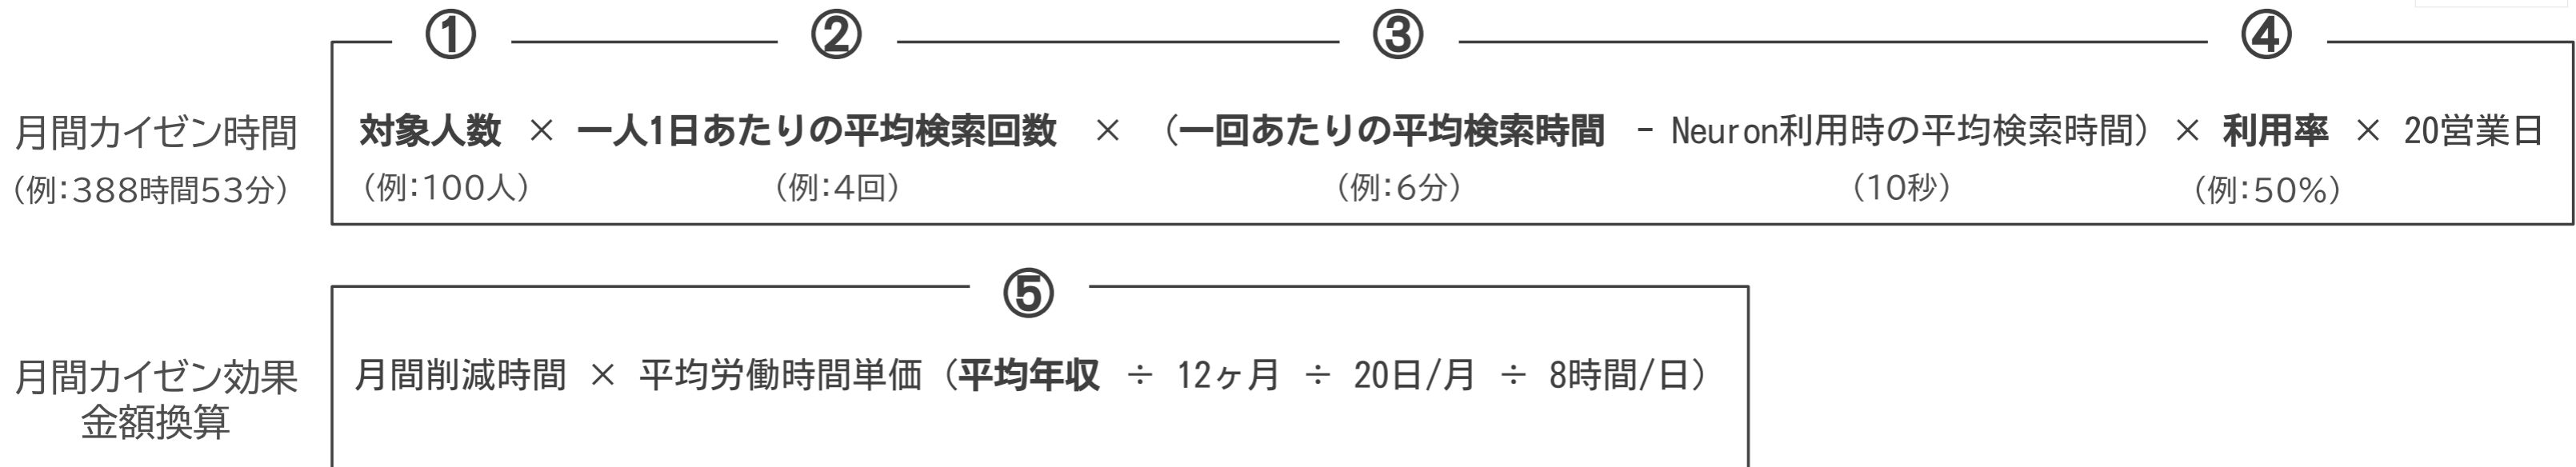 ① ② ③ ④
月間カイゼン時間 対象人数 × 一人1日あたりの平均検索回数 × （一回あたりの平均検索時間 - Neuron利用時の平均検索時間）× 利用率 × 20営業日
（例：388時間53分） （例：100人） （例：4回） （例：6分） （10秒） （例：50%）
⑤
月間カイゼン効果 月間削減時間 × 平均労働時間単価（平均年収 ÷ 12ヶ月 ÷ 20日/月 ÷ 8時間/日）
金額換算